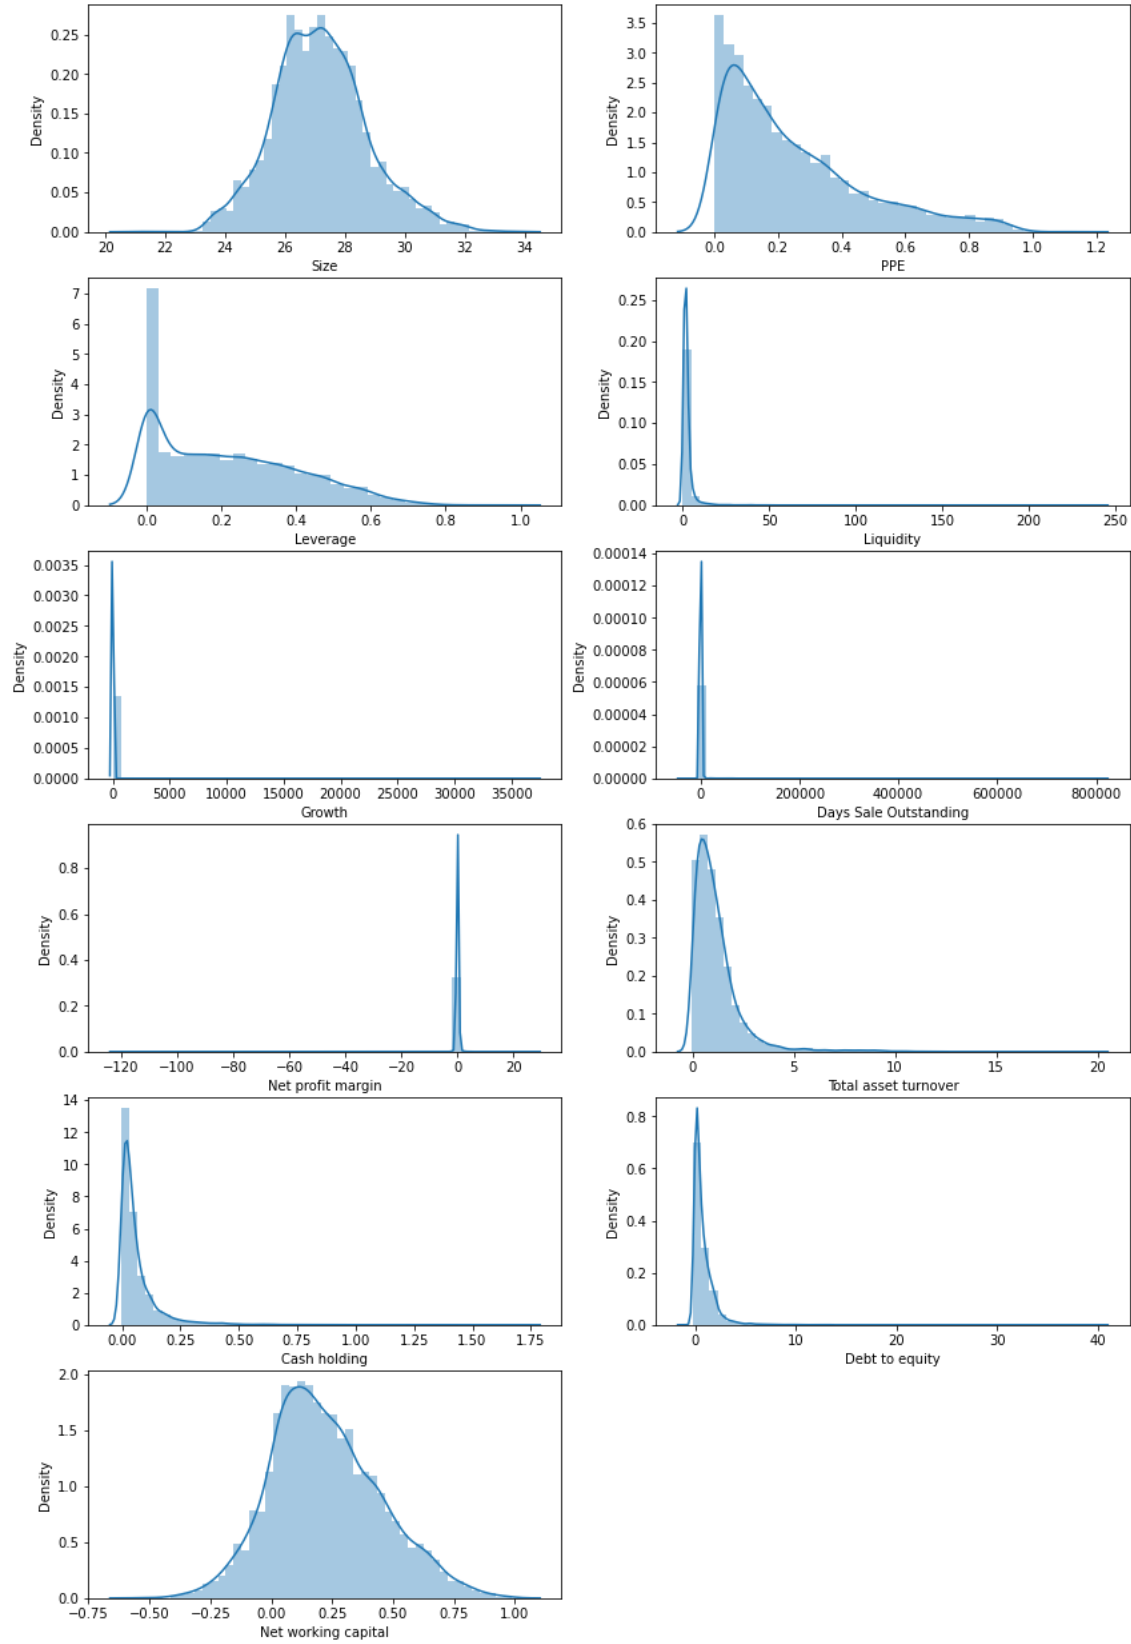 0.25
0.20
0.15
0.10
0.05
0.00
Density
20 22 24 26 28 30 32 34
Size
3.5
3.0
2.5
2.0
1.5
1.0
0.5
0.0
Density
0.0 0.2 0.4 0.6 0.8 1.0 1.2
PPE
7
6
5
4
3
2
1
0
Density
0.0 0.2 0.4 0.6 0.8 1.0
Leverage
0.25
0.20
0.15
0.10
0.05
0.00
Density
0 50 100 150 200 250
Liquidity
0.0035
0.0030
0.0025
0.0020
0.0015
0.0010
0.0005
0.0000
Density
0 5000 10000 15000 20000 25000 30000 35000
Growth
0.00014
0.00012
0.00010
0.00008
0.00006
0.00004
0.00002
0.00000
Density
0 200000 400000 600000 800000
Days Sale Outstanding
0.8
0.6
0.4
0.2
0.0
Density
−120 −100 −80 −60 −40 −20 0 20
Net profit margin
0.6
0.5
0.4
0.3
0.2
0.1
0.0
Density
0 5 10 15 20
Total asset turnover
14
12
10
8
6
4
2
0
Density
0.00 0.25 0.50 0.75 1.00 1.25 1.50 1.75
Cash holding
0.8
0.6
0.4
0.2
0.0
Density
0 10 20 30 40
Debt to equity
2.0
1.5
1.0
0.5
0.0
Density
−0.75 −0.50 −0.25 0.00 0.25 0.50 0.75 1.00
Net working capital